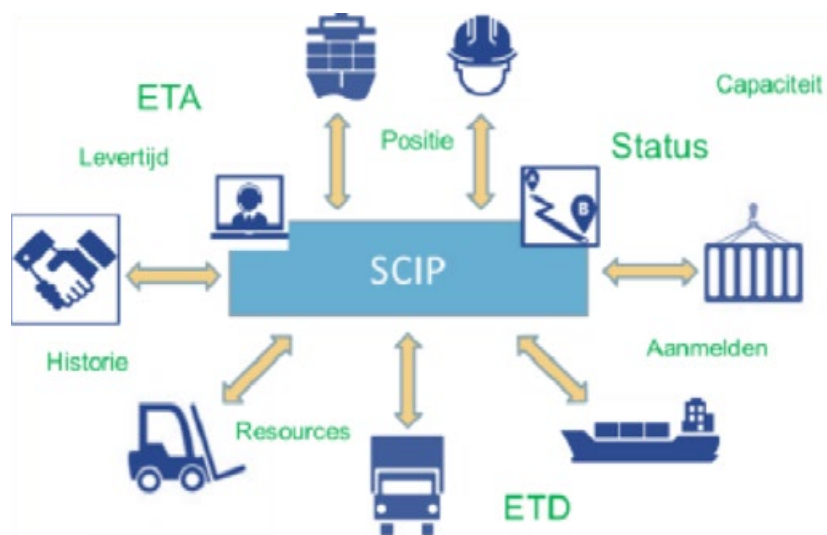 Capaciteit
ETA
Positie
Status
Levertijd
A
B
SCIP
Aanmelden
Historie
Resources
ETD